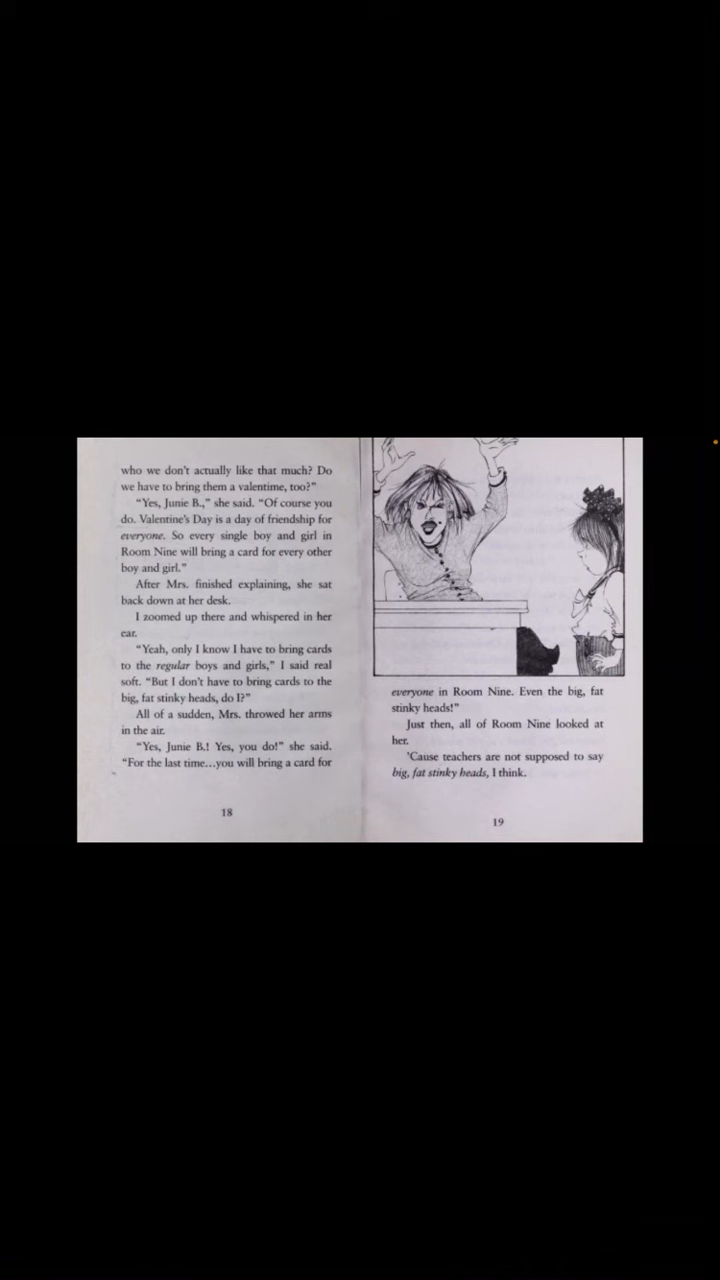 who we don't actually like that much? Do
we have to bring them a valentime, too?"
"Yes, Junie B.," she said. "Of course you
do. Valentine's Day is a day of friendship for
everyone. So every single boy and girl in
Room Nine will bring a card for every other
boy and girl."
After Mrs. finished explaining, she sat
back down at her desk.
I zoomed up there and whispered in her
ear.
"Yeah, only I know I have to bring cards
to the regular boys and girls," I said real
soft. "But I don't have to bring cards to the
big, fat stinky heads, do I?"
All of a sudden, Mrs. throwed her arms
in the air.
"Yes, Junie B.! Yes, you do!" she said.
"For the last time...you will bring a card for
18
everyone in Room Nine. Even the big, fat
stinky heads!"
Just then, all of Room Nine looked at
her.
'Cause teachers are not supposed to say
big, fat stinky heads, I think.
19